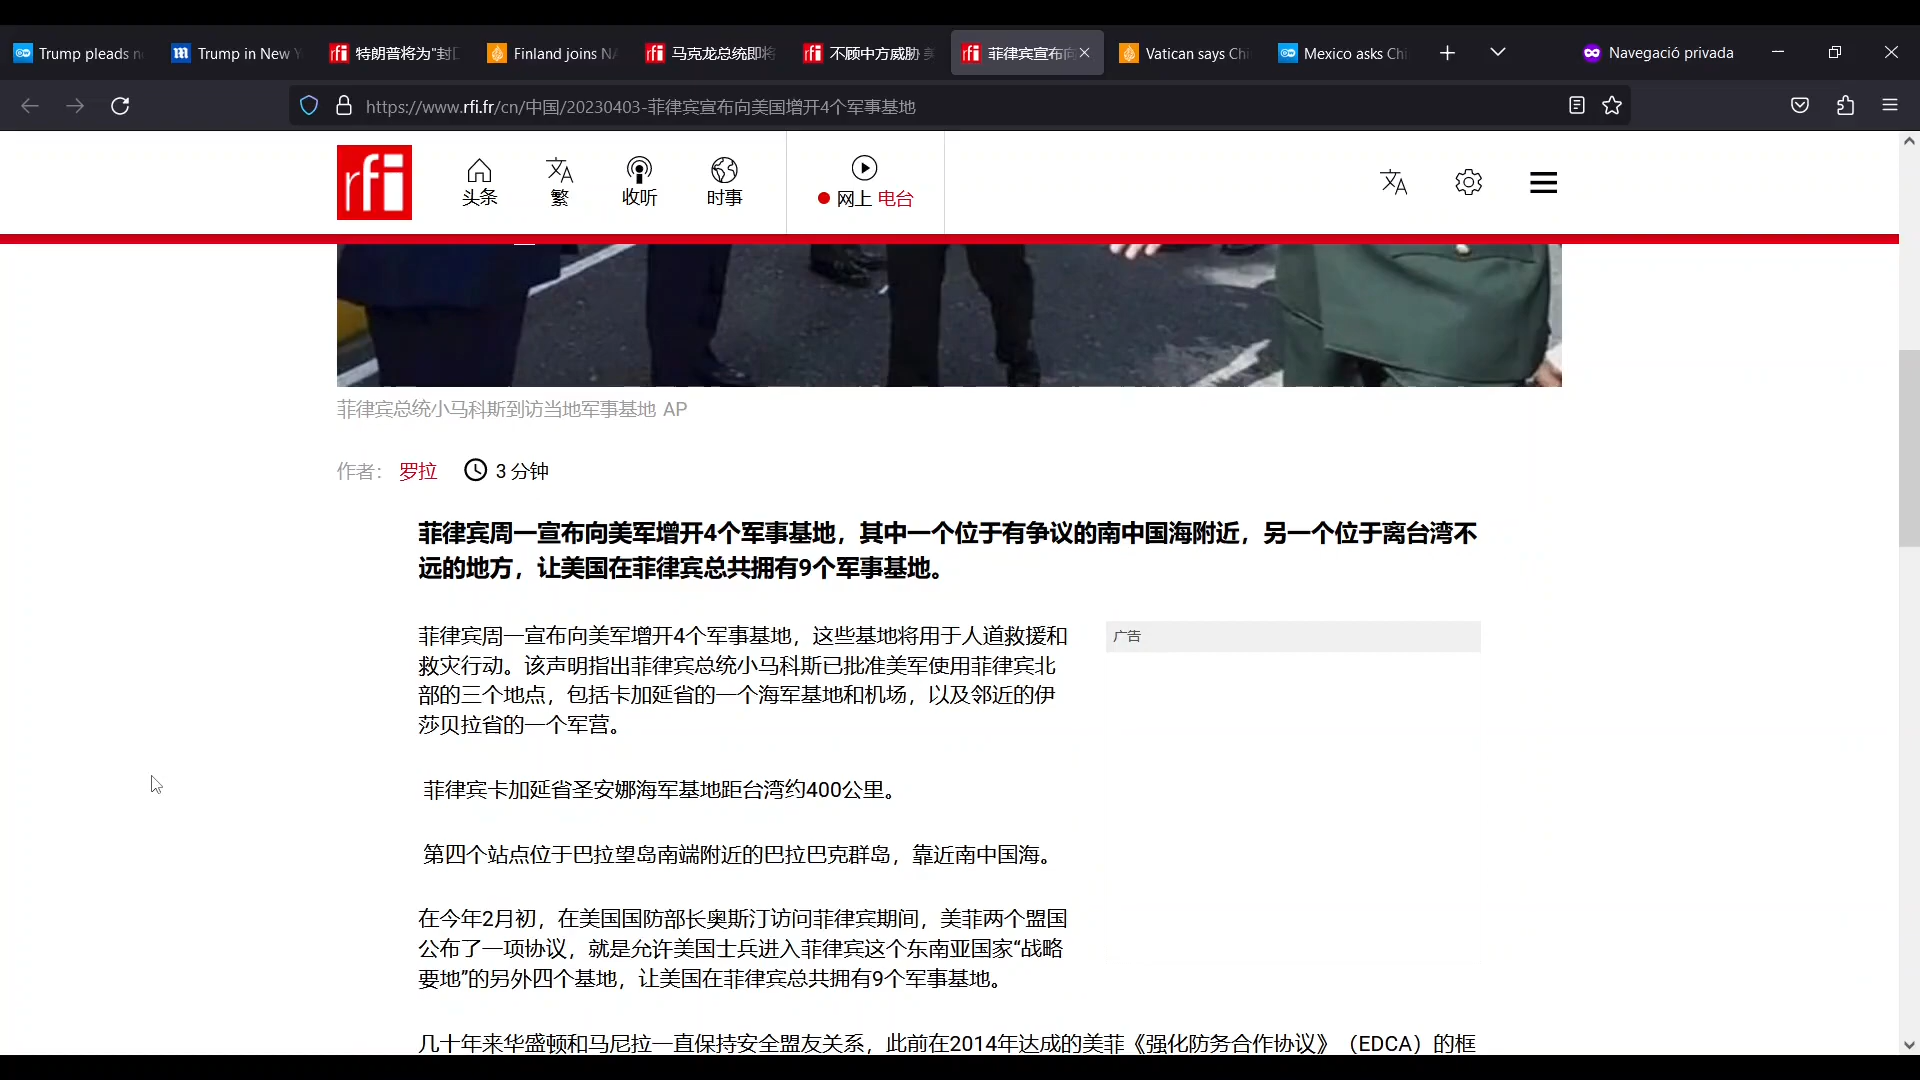 Trump pleads n
Trump in New Y
特朗普将为"封
Finland joins NA
马克龙总统即将
不顾中方威胁
菲律宾宣布向
Vatican says Chi
Mexico asks Chi
Navegació privada
https://www.rfi.fr/cn/中国/20230403-菲律宾宣布向美国增开4个军事基地
rfi
头条
繁
收听
时事
网上 电台
菲律宾总统小马科斯到访当地军事基地 AP
作者： 罗拉 3 分钟
菲律宾周一宣布向美军增开4个军事基地，其中一个位于有争议的南中国海附近，另一个位于离台湾不
远的地方，让美国在菲律宾总共拥有9个军事基地。
菲律宾周一宣布向美军增开4个军事基地，这些基地将用于人道救援和
救灾行动。该声明指出菲律宾总统小马科斯已批准美军使用菲律宾北
部的三个地点，包括卡加延省的一个海军基地和机场，以及邻近的伊
莎贝拉省的一个军营。
广告
菲律宾卡加延省圣安娜海军基地距台湾约400公里。
第四个站点位于巴拉望岛南端附近的巴拉巴克群岛，靠近南中国海。
在今年2月初，在美国国防部长奥斯汀访问菲律宾期间，美菲两个盟国
公布了一项协议，就是允许美国士兵进入菲律宾这个东南亚国家“战略
要地”的另外四个基地，让美国在菲律宾总共拥有9个军事基地。
几十年来华盛顿和马尼拉一直保持安全盟友关系，此前在2014年达成的美菲《强化防务合作协议》（EDCA）的框